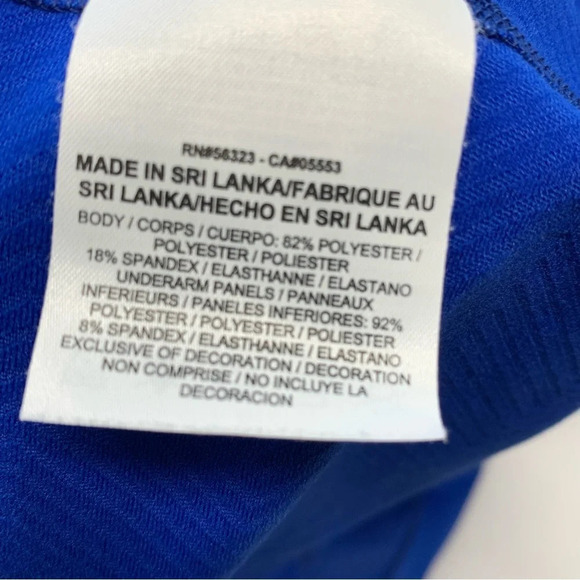 RN#56323 - CA#05553
MADE IN SRI LANKA/FABRIQUE AU
SRI LANKA/HECHO EN SRI LANKA
BODY / CORPS / CUERPO: 82% POLYESTER /
POLYESTER / POLIESTER
18% SPANDEX / ELASTHANNE / ELASTANO
UNDERARM PANELS / PANNEAUX
INFERIEURS / PANELES INFERIORES: 92%
POLYESTER / POLYESTER / POLIESTER
8% SPANDEX / ELASTHANNE / ELASTANO
EXCLUSIVE OF DECORATION / DECORATION
NON COMPRISE / NO INCLUYE LA
DECORACION